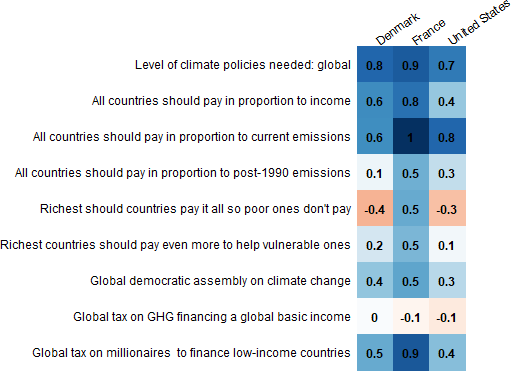 Denmark France United States
Level of climate policies needed: global 0.8 0.9 0.7
All countries should pay in proportion to income 0.6 0.8 0.4
All countries should pay in proportion to current emissions 0.6 1 0.8
All countries should pay in proportion to post-1990 emissions 0.1 0.5 0.3
Richest should countries pay it all so poor ones don't pay -0.4 0.5 -0.3
Richest countries should pay even more to help vulnerable ones 0.2 0.5 0.1
Global democratic assembly on climate change 0.4 0.5 0.3
Global tax on GHG financing a global basic income 0 -0.1 -0.1
Global tax on millionaires to finance low-income countries 0.5 0.9 0.4